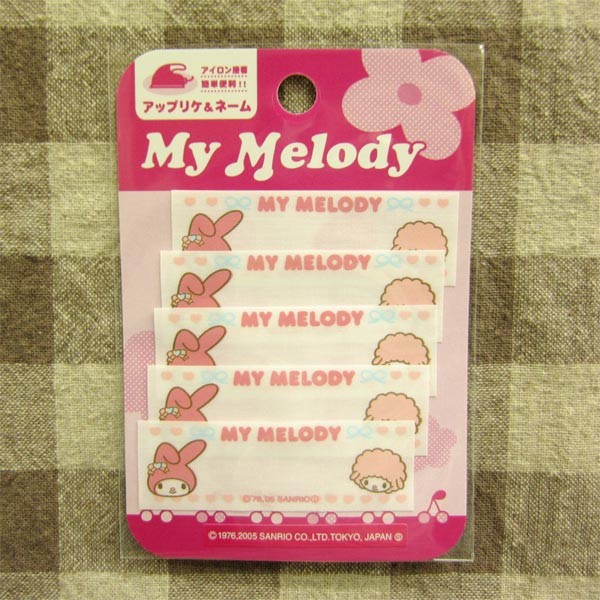 アイロン接着
簡単便利!!
アップリケ&ネーム
My Melody
MY MELODY
MY MELODY
MY MELODY
MY MELODY
MY MELODY
©'76,'05 SANRIO
©1976,2005 SANRIO CO.,LTD.TOKYO, JAPAN